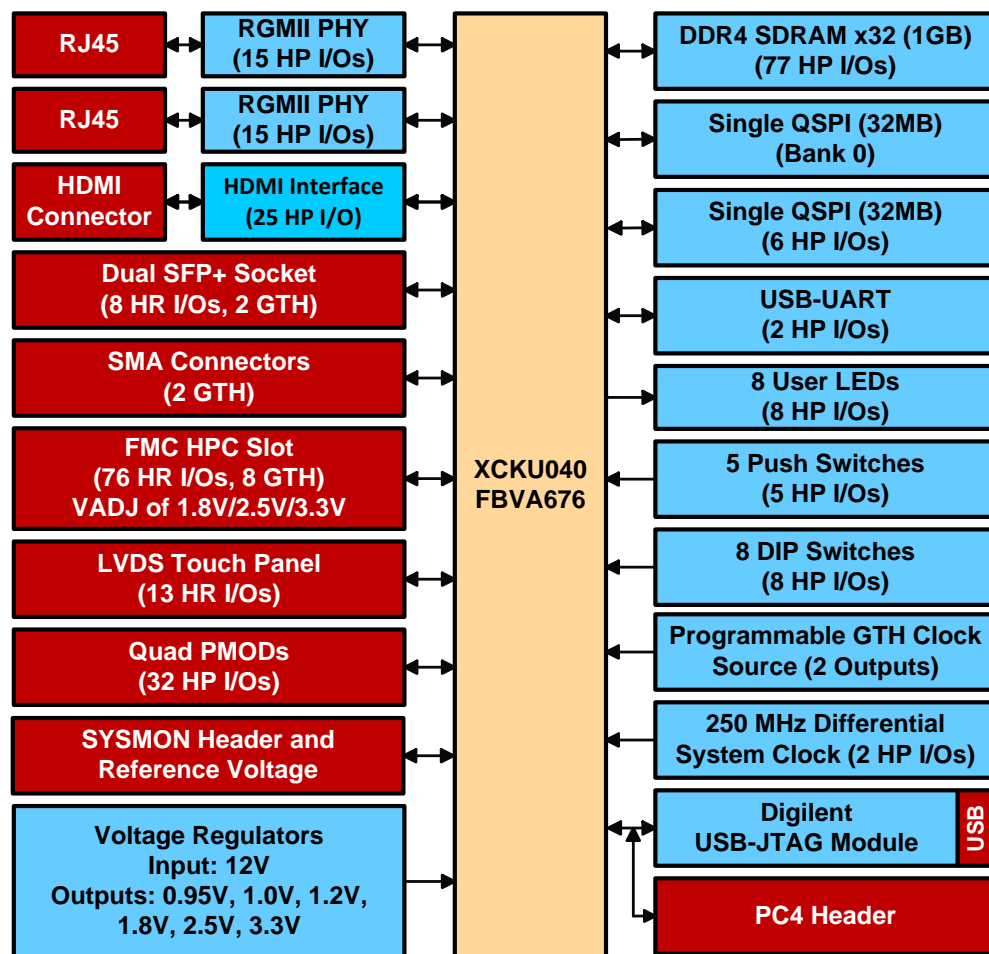 RJ45
RGMII PHY
(15 HP I/Os)
RJ45
RGMII PHY
(15 HP I/Os)
HDMI
Connector
HDMI Interface
(25 HP I/O)
Dual SFP+ Socket
(8 HR I/Os, 2 GTH)
SMA Connectors
(2 GTH)
FMC HPC Slot
(76 HR I/Os, 8 GTH)
VADJ of 1.8V/2.5V/3.3V
LVDS Touch Panel
(13 HR I/Os)
Quad PMODs
(32 HP I/Os)
SYSMON Header and
Reference Voltage
Voltage Regulators
Input: 12V
Outputs: 0.95V, 1.0V, 1.2V,
1.8V, 2.5V, 3.3V
XCKU040
FBVA676
DDR4 SDRAM x32 (1GB)
(77 HP I/Os)
Single QSPI (32MB)
(Bank 0)
Single QSPI (32MB)
(6 HP I/Os)
USB-UART
(2 HP I/Os)
8 User LEDs
(8 HP I/Os)
5 Push Switches
(5 HP I/Os)
8 DIP Switches
(8 HP I/Os)
Programmable GTH Clock
Source (2 Outputs)
250 MHz Differential
System Clock (2 HP I/Os)
Digilent
USB-JTAG Module
USB
PC4 Header